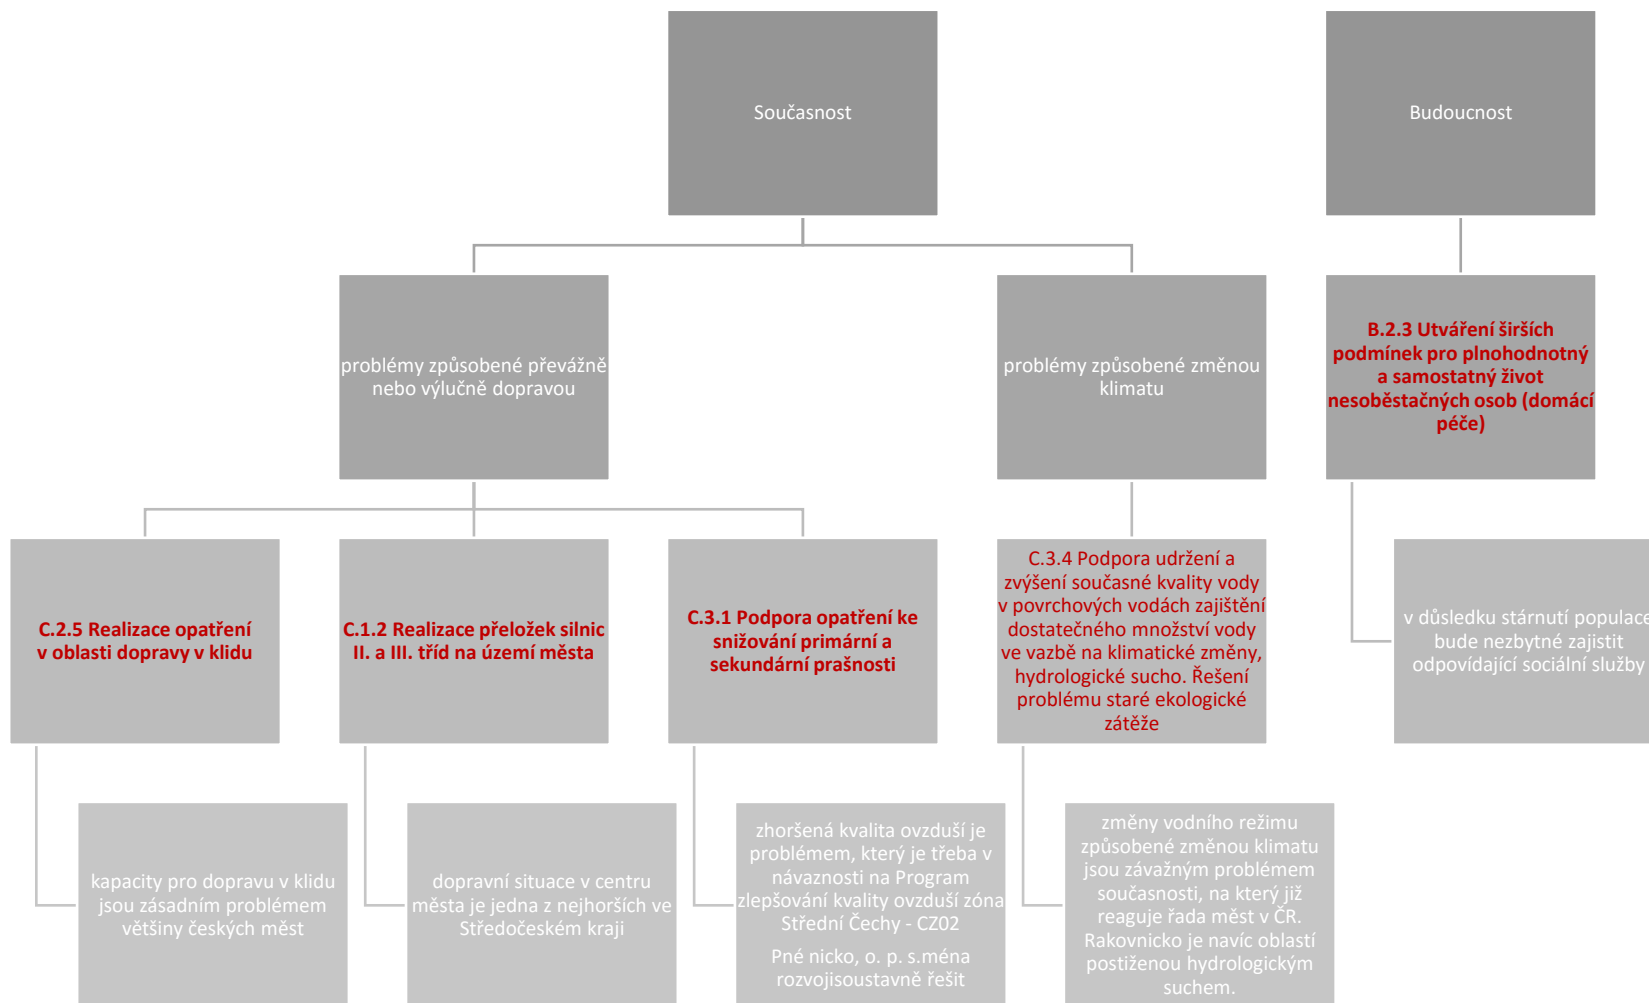 Současnost
Budoucnost
problémy způsobené převážně
nebo výlučně dopravou
problémy způsobené změnou
klimatu
B.2.3 Utváření širších
podmínek pro plnohodnotný
a samostatný život
nesoběstačných osob (domácí
péče)
C.2.5 Realizace opatření
v oblasti dopravy v klidu
C.1.2 Realizace přeložek silnic
II. a III. tříd na území města
C.3.1 Podpora opatření ke
snižování primární a
sekundární prašnosti
C.3.4 Podpora udržení a
zvýšení současné kvality vody
v povrchových vodách zajištění
dostatečného množství vody
ve vazbě na klimatické změny,
hydrologické sucho. Řešení
problému staré ekologické
zátěže
v důsledku stárnutí populace
bude nezbytné zajistit
odpovídající sociální služby
kapacity pro dopravu v klidu
jsou zásadním problémem
většiny českých měst
dopravní situace v centru
města je jedna z nejhorších ve
Středočeském kraji
zhoršená kvalita ovzduší je
problémem, který je třeba v
návaznosti na Program
zlepšování kvality ovzduší zóna
Střední Čechy - CZ02
Pné nicko, o. p. s.ména
rozvojisoustavně řešit
změny vodního režimu
způsobené změnou klimatu
jsou závažným problémem
současnosti, na který již
reaguje řada měst v ČR.
Rakovnicko je navíc oblastí
postiženou hydrologickým
suchem.